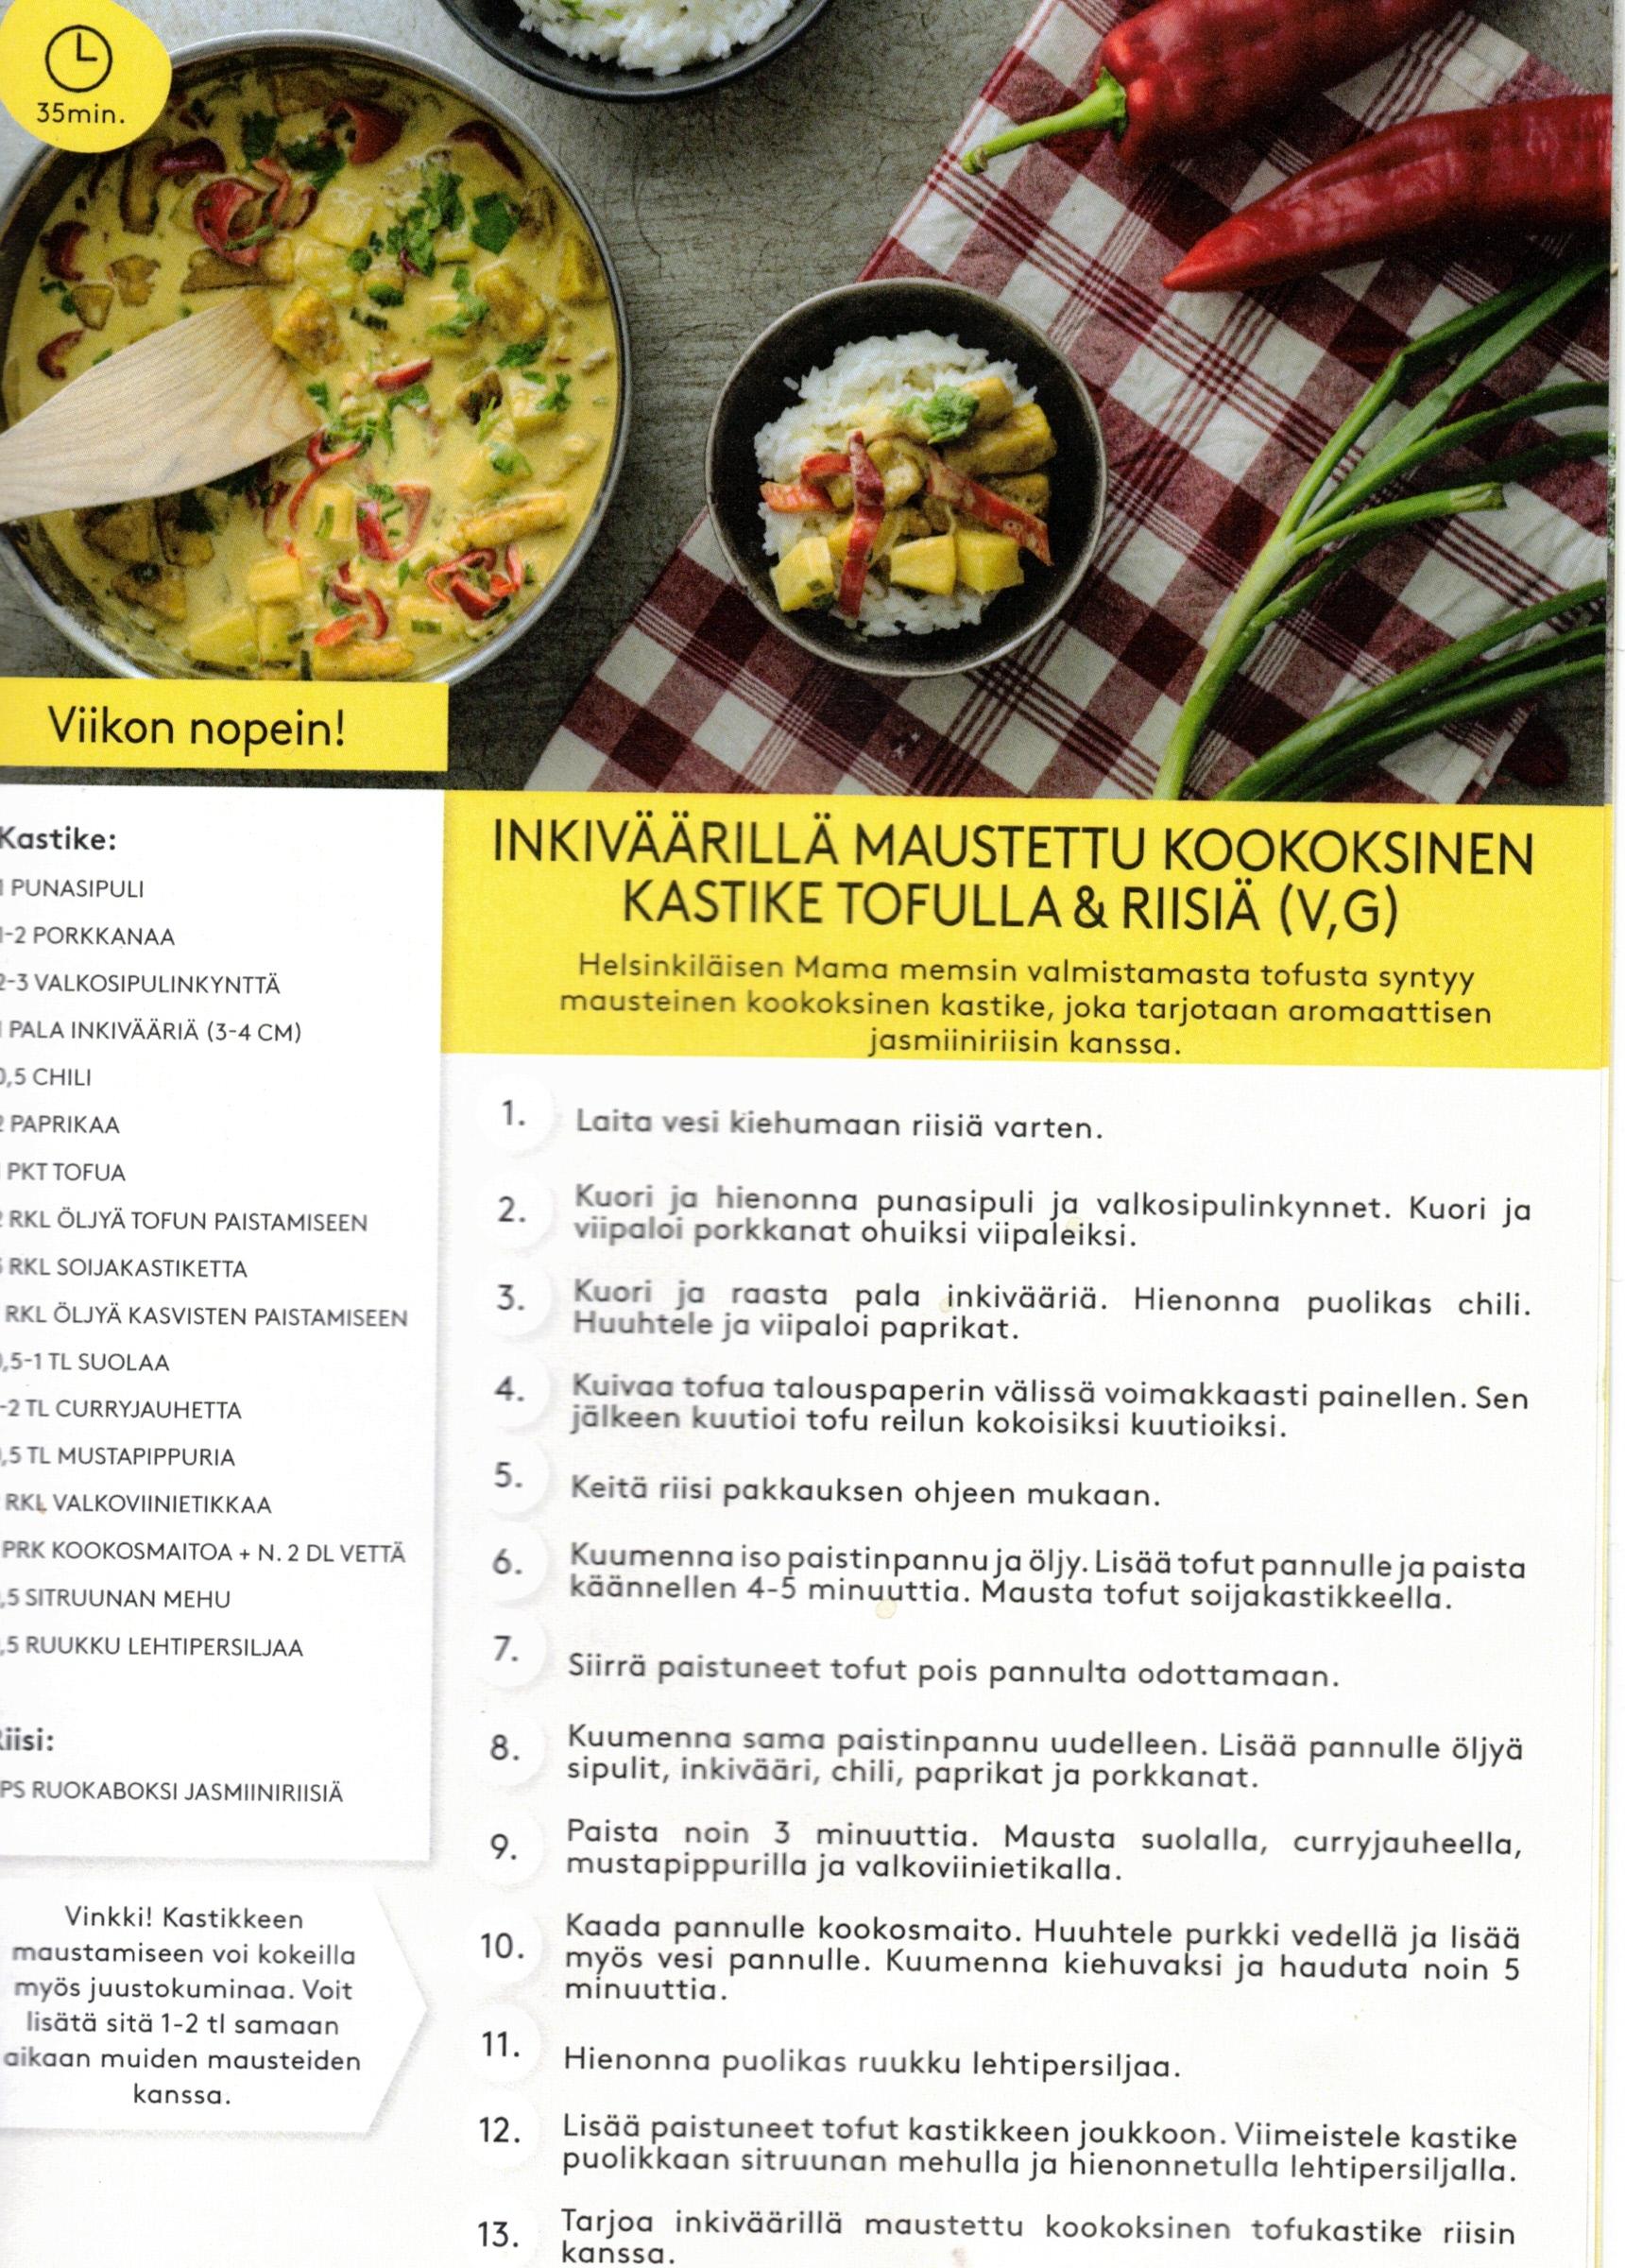 35min.
Viikon nopein!
Kastike:
1 PUNASIPULI
1-2 PORKKANAA
2-3 VALKOSIPULINKYNTTÄ
1 PALA INKIVÄÄRIÄ (3-4 CM)
0,5 CHILI
2 PAPRIKAA
PKT TOFUA
2 RKL ÖLJYÄ TOFUN PAISTAMISEEN
RKL SOIJAKASTIKETTA
RKL ÖLJYÄ KASVISTEN PAISTAMISEEN
,5-1 TL SUOLAA
-2 TL CURRYJAUHETTA
,5 TL MUSTAPIPPURIA
RKL VALKOVIINIETIKKAA
PRK KOOKOSMAITOA + N. 2 DL VETTÄ
,5 SITRUUNAN MEHU
,5 RUUKKU LEHTIPERSILJAA
iisi:
PS RUOKABOKSI JASMIINIRIISIÄ
Vinkki! Kastikkeen
maustamiseen voi kokeilla
myös juustokuminaa. Voit
lisätä sitä 1-2 tl samaan
aikaan muiden mausteiden
kanssa.
INKIVÄÄRILLÄ MAUSTETTU KOOKOKSINEN
KASTIKE TOFULLA & RIISIÄ (V,G)
Helsinkiläisen Mama memsin valmistamasta tofusta syntyy
mausteinen kookoksinen kastike, joka tarjotaan aromaattisen
jasmiiniriisin kanssa.
1. Laita vesi kiehumaan riisiä varten.
2. Kuori ja hienonna punasipuli ja valkosipulinkynnet. Kuori ja
viipaloi porkkanat ohuiksi viipaleiksi.
3. Kuori ja raasta pala inkivääriä. Hienonna puolikas chili.
Huuhtele ja viipaloi paprikat.
4. Kuivaa tofua talouspaperin välissä voimakkaasti painellen. Sen
jälkeen kuutioi tofu reilun kokoisiksi kuutioiksi.
5. Keitä riisi pakkauksen ohjeen mukaan.
6. Kuumenna iso paistinpannu ja öljy. Lisää tofut pannulle ja paista
käännellen 4-5 minuuttia. Mausta tofut soijakastikkeella.
7. Siirrä paistuneet tofut pois pannulta odottamaan.
8. Kuumenna sama paistinpannu uudelleen. Lisää pannulle öljyä
sipulit, inkivääri, chili, paprikat ja porkkanat.
9. Paista noin 3 minuuttia. Mausta suolalla, curryjauheella,
mustapippurilla ja valkoviinietikalla.
10. Kaada pannulle kookosmaito. Huuhtele purkki vedellä ja lisää
myös vesi pannulle. Kuumenna kiehuvaksi ja hauduta noin 5
minuuttia.
11. Hienonna puolikas ruukku lehtipersiljaa.
12. Lisää paistuneet tofut kastikkeen joukkoon. Viimeistele kastike
puolikkaan sitruunan mehulla ja hienonnetulla lehtipersiljalla.
13. Tarjoa inkiväärillä maustettu kookoksinen tofukastike riisin
kanssa.